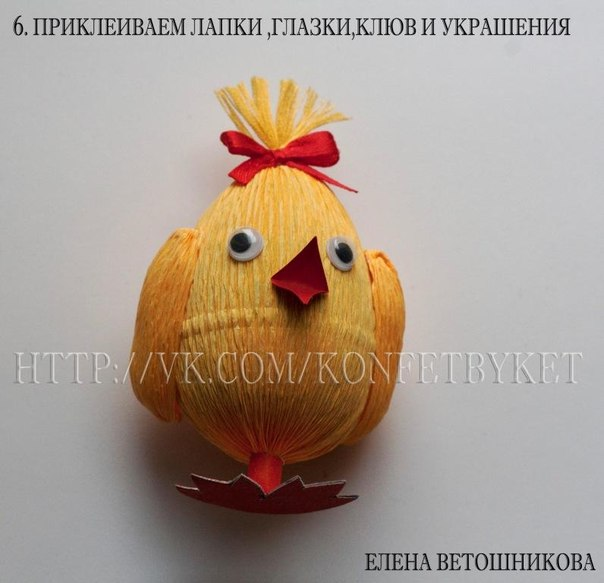 6. ПРИКЛЕИВАЕМ ЛАПКИ ,ГЛАЗКИ,КЛЮВ И УКРАШЕНИЯ
HTTP://VK.COM/KONFETBYKET
ЕЛЕНА ВЕТОШНИКОВА